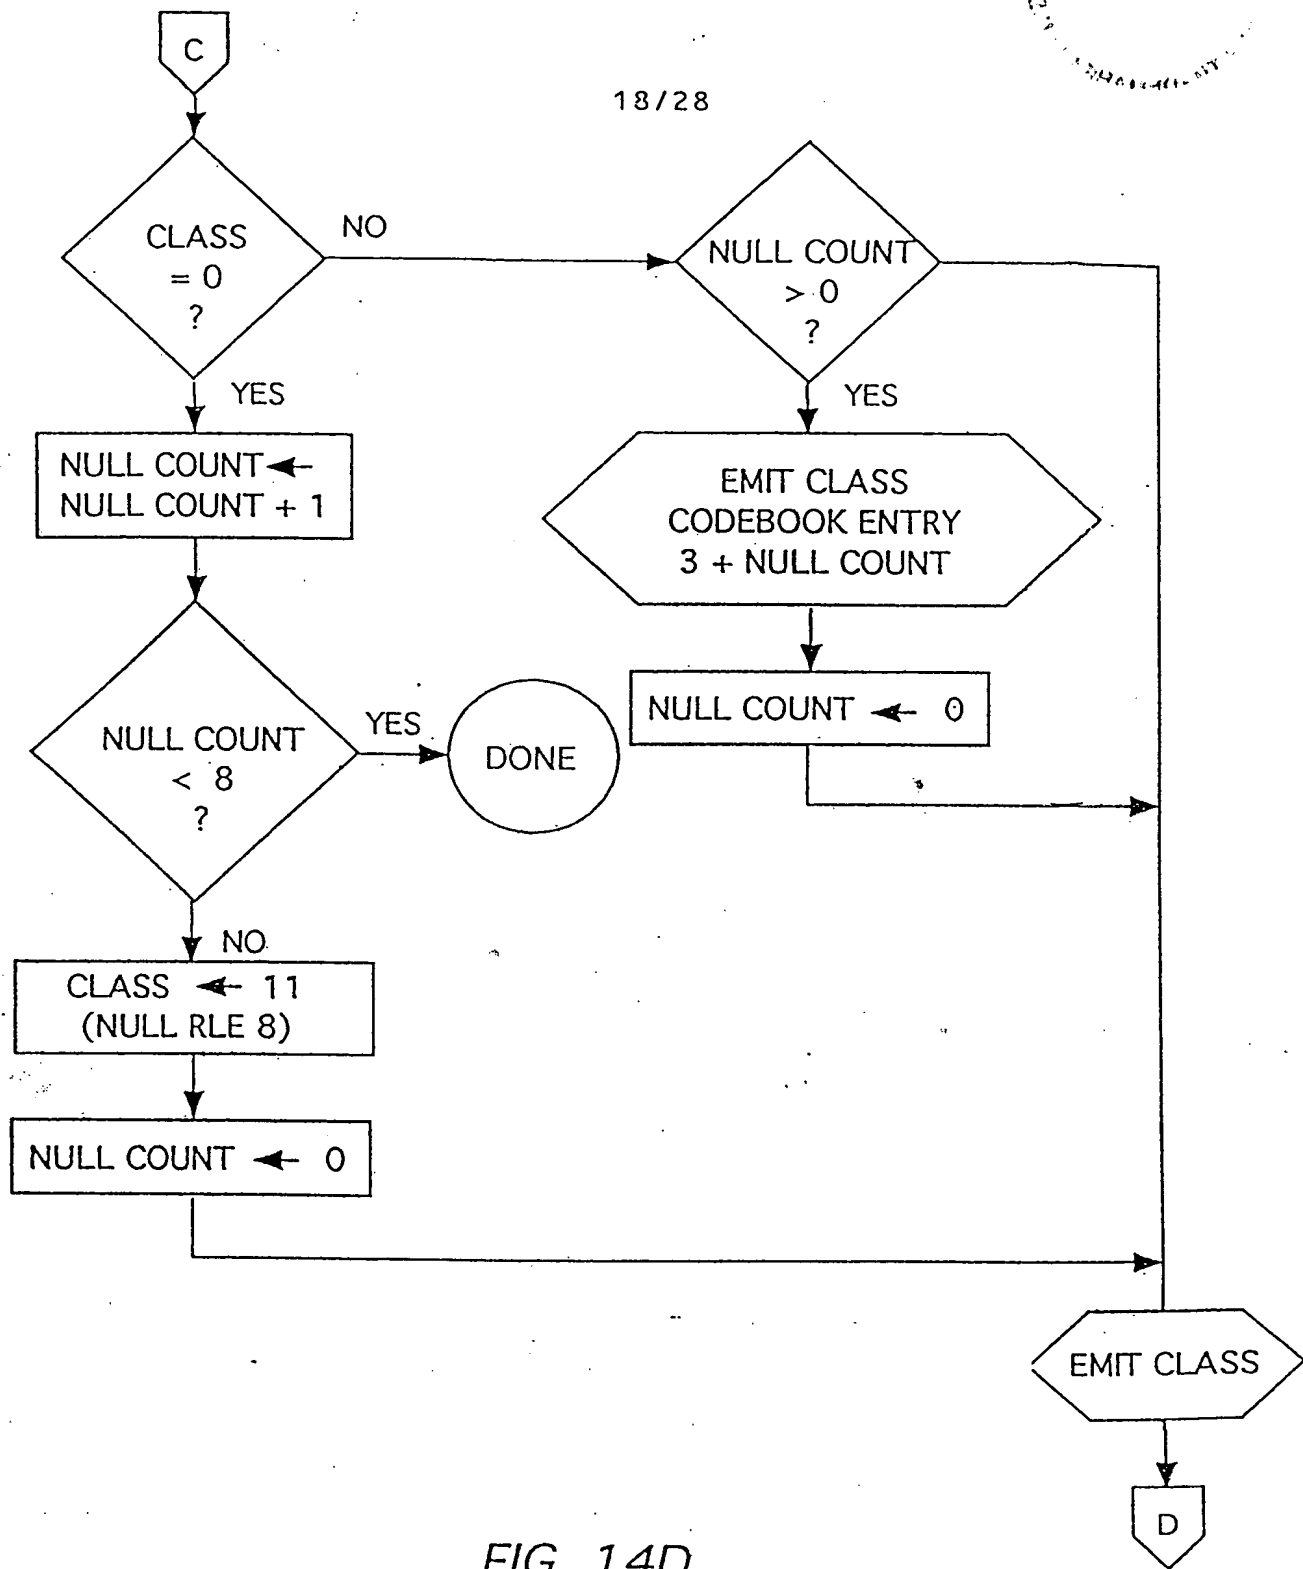 C
18/28
CLASS
= 0
?
NO
NULL COUNT
> 0
?
YES
YES
NULL COUNT ←
NULL COUNT + 1
EMIT CLASS
CODEBOOK ENTRY
3 + NULL COUNT
NULL COUNT ← 0
NULL COUNT
< 8
?
YES
DONE
NO
CLASS ← 11
(NULL RLE 8)
NULL COUNT ← 0
EMIT CLASS
D
FIG. 14D